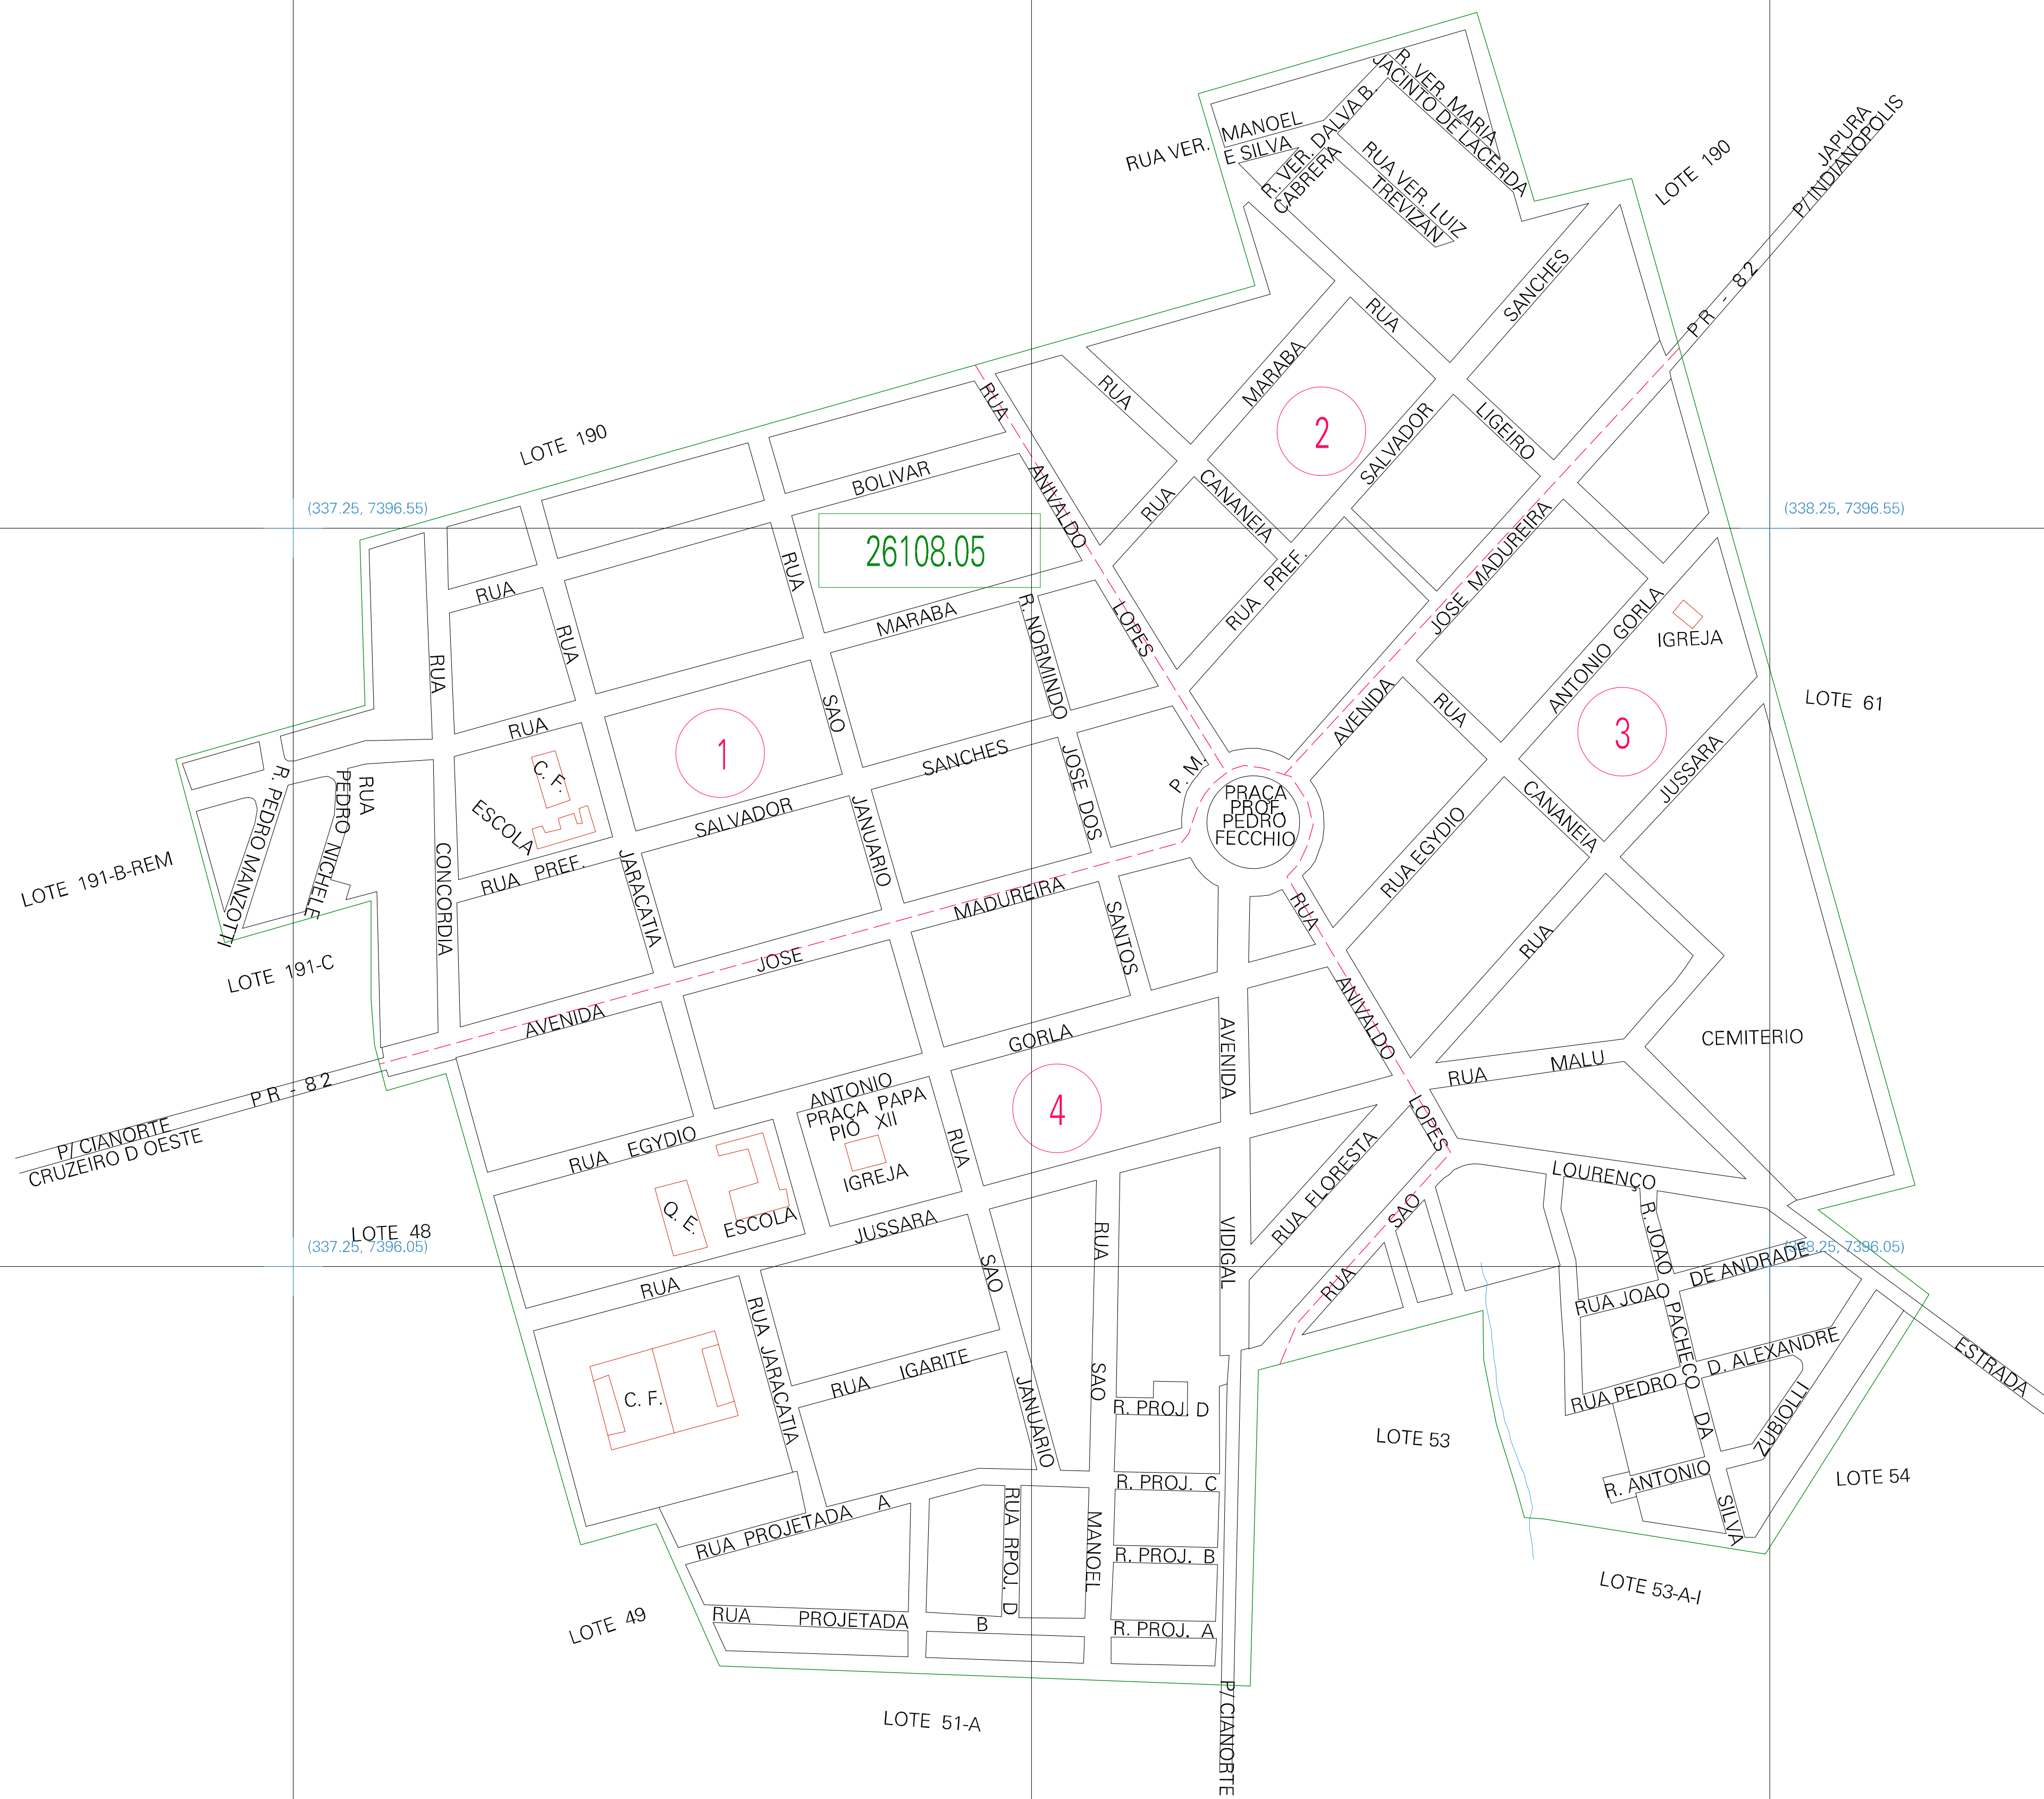 R. VER. MARIA
JACINTO DE LACERDA
RUA VER. MANOEL
E SILVA
R. VER. DALVA B.
CABRERA
RUA VER. LUIZ
TREVIZAN
LOTE 190
JAPURA
P/ INDIANOPOLIS
PR - 82
SANCHES
RUA
MARABA
RUA
2
SALVADOR
LIGEIRO
RUA
ANIVALDO
LOPES
CANANEIA
RUA
RUA PREF.
JOSE MADUREIRA
AVENIDA
LOTE 190
BOLIVAR
(337.25, 7396.55)
(338.25, 7396.55)
26108.05
RUA
RUA
RUA
MARABA
R. NORMINDO
RUA
RUA
SAO
1
SANCHES
JOSE DOS
P. M.
ANTONIO GORLA
IGREJA
3
LOTE 61
RUA
JUSSARA
CANANEIA
RUA EGYDIO
RUA
PRAÇA
PROF.
PEDRO
FECCHIO
C. F.
ESCOLA
SALVADOR
JANUARIO
R. PEDRO MANZOTTI
RUA
PEDRO NICHELE
CONCORDIA
RUA PREF.
JARACATIA
LOTE 191-B-REM
LOTE 191-C
MADUREIRA
SANTOS
JOSE
AVENIDA
RUA
ANIVALDO
LOPES
PR - 82
P/ CIANORTE
CRUZEIRO D OESTE
GORLA
AVENIDA
ANTONIO
PRAÇA PAPA
PIO XII
IGREJA
4
RUA
RUA EGYDIO
CEMITERIO
RUA MALU
RUA FLORESTA
LOTE 48
(337.25, 7396.05)
(338.25, 7396.05)
Q. E.
ESCOLA
JUSSARA
RUA
SAO
RUA
VIDIGAL
SAO
RUA
LOURENÇO
R. JOAO
PACHECO
DA
SILVA
DE ANDRADE
RUA JOAO
D. ALEXANDRE
RUA PEDRO
ZUBIOLLI
R. ANTONIO
ESTRADA
C. F.
RUA JARACATIA
RUA IGARITE
JANUARIO
SAO
MANOEL
R. PROJ. D
R. PROJ. C
R. PROJ. B
R. PROJ. A
RUA PROJETADA A
RUA RPOJ. D
RUA PROJETADA B
LOTE 53
LOTE 54
LOTE 53-A-I
LOTE 49
LOTE 51-A
P/ CIANORTE